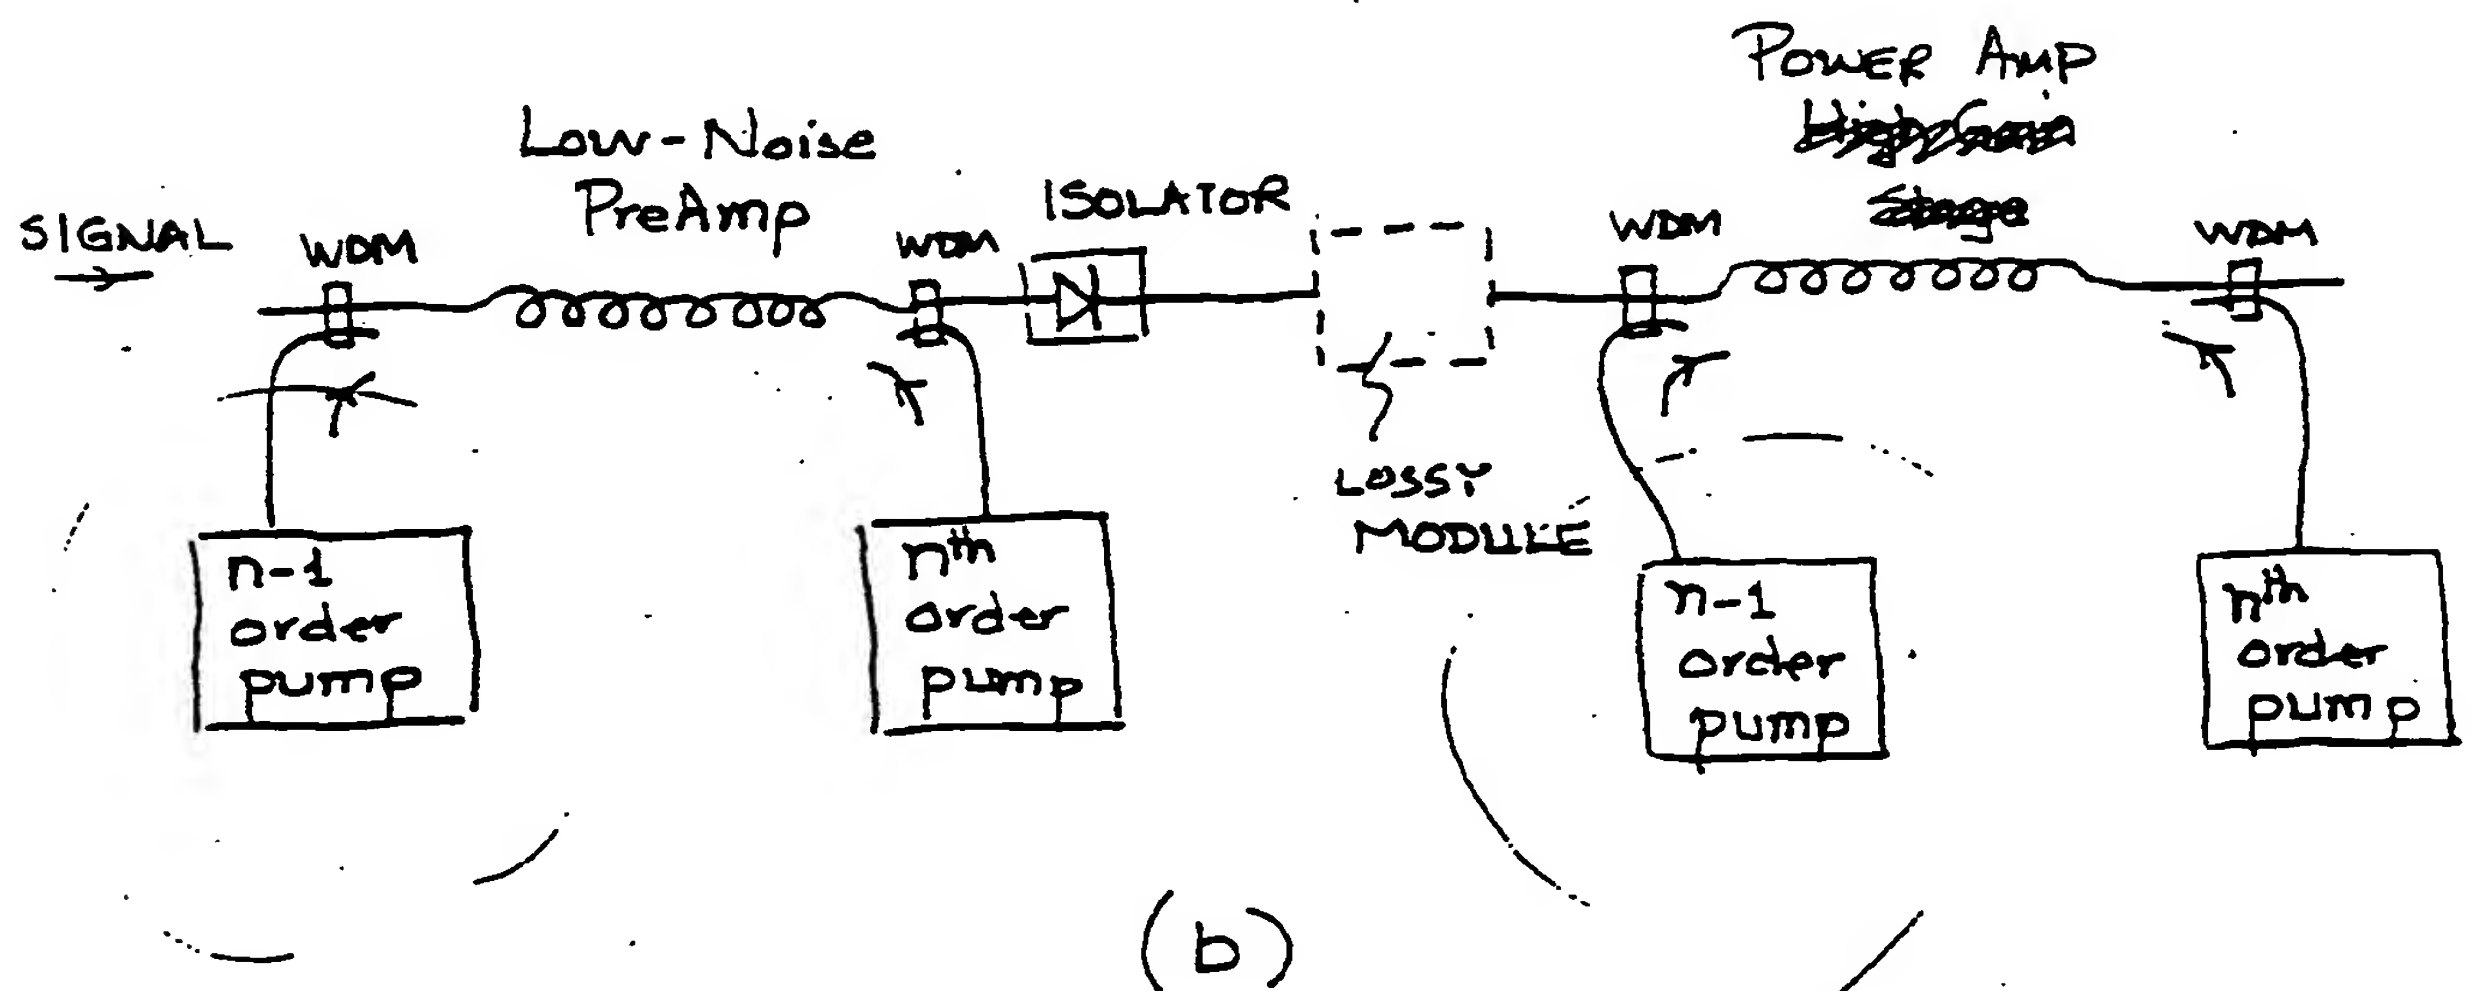 POWER AMP
Low-Noise
PreAmp
ISOLATOR
SIGNAL
WDM
WDM
WDM
WDM
LOSSY
MODULE
n-1
order
pump
nth
order
pump
n-1
order
pump
nth
order
pump
(b)